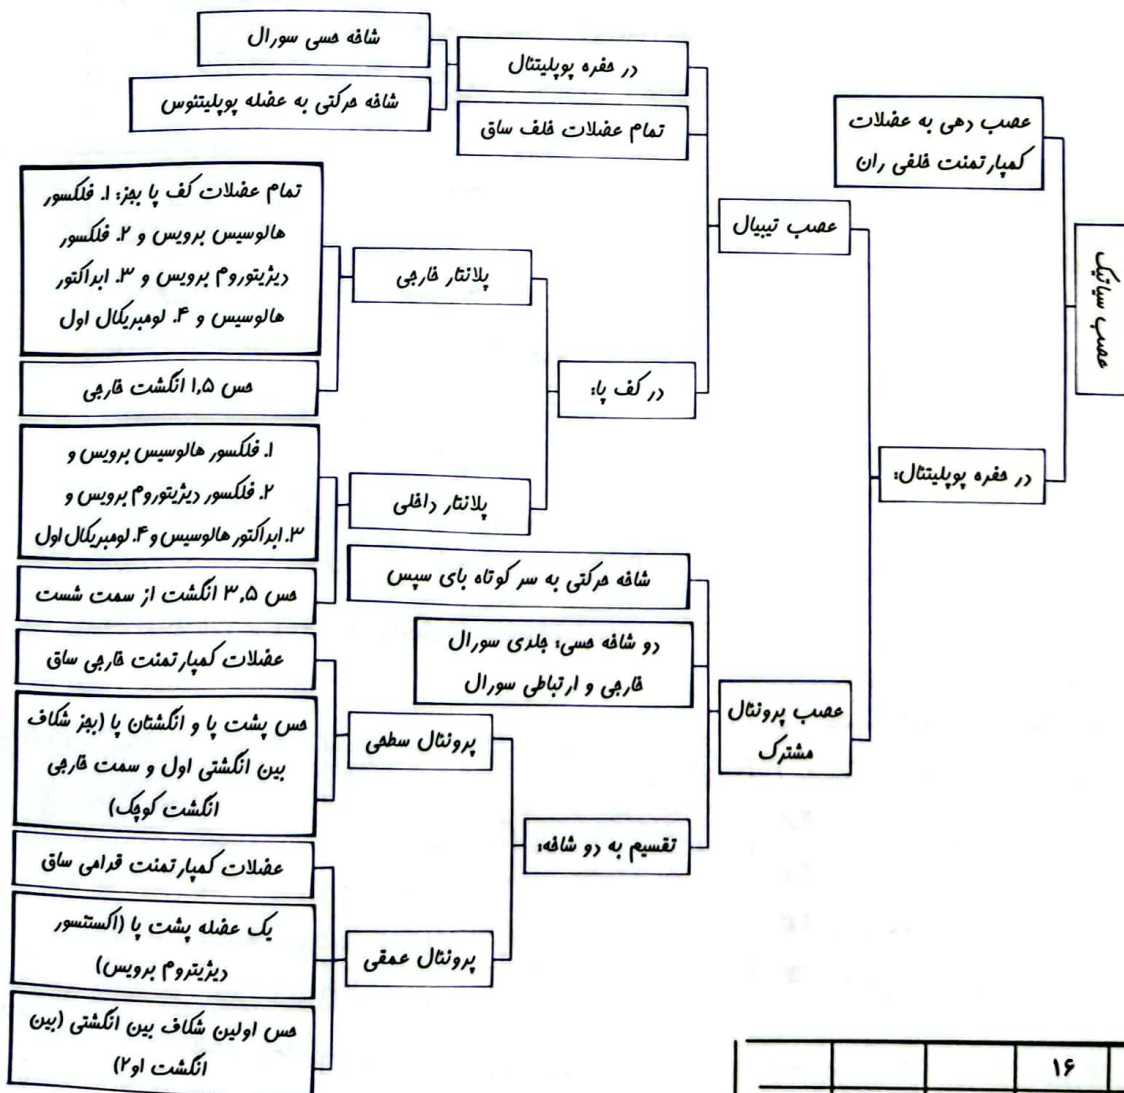 عصب سیاتیک
عصب دهی به عضلات
کمپارتمنت خلفی ران
در حفره پوپلیتئال:
عصب تیبیال
در حفره پوپلیتئال
شاخه حسی سورال
شاخه حرکتی به عضله پوپلیتئوس
تمام عضلات خلف ساق
در کف پا:
پلانتار خارجی
تمام عضلات کف پا بجز: ۱. فلکسور
هالوسیس برویس و ۲. فلکسور
دیژیتوروم برویس و ۳. ابداکتور
هالوسیس و ۴. لومبریکال اول
حس ۱,۵ انگشت خارجی
پلانتار داخلی
۱. فلکسور هالوسیس برویس و
۲. فلکسور دیژیتوروم برویس و
۳. ابداکتور هالوسیس و ۴. لومبریکال اول
حس ۳,۵ انگشت از سمت شست
عصب پرونئال
مشترک
شاخه حرکتی به سر کوتاه بای سپس
دو شاخه حسی: جلدی سورال
خارجی و ارتباطی سورال
تقسیم به دو شاخه:
پرونئال سطحی
عضلات کمپارتمنت خارجی ساق
حس پشت پا و انگشتان پا (بجز شکاف
بین انگشتی اول و سمت خارجی
انگشت کوچک)
پرونئال عمقی
عضلات کمپارتمنت قدامی ساق
یک عضله پشت پا (اکستنسور
دیژیتروم برویس)
حس اولین شکاف بین انگشتی (بین
انگشت ۱و۲)
۱۶